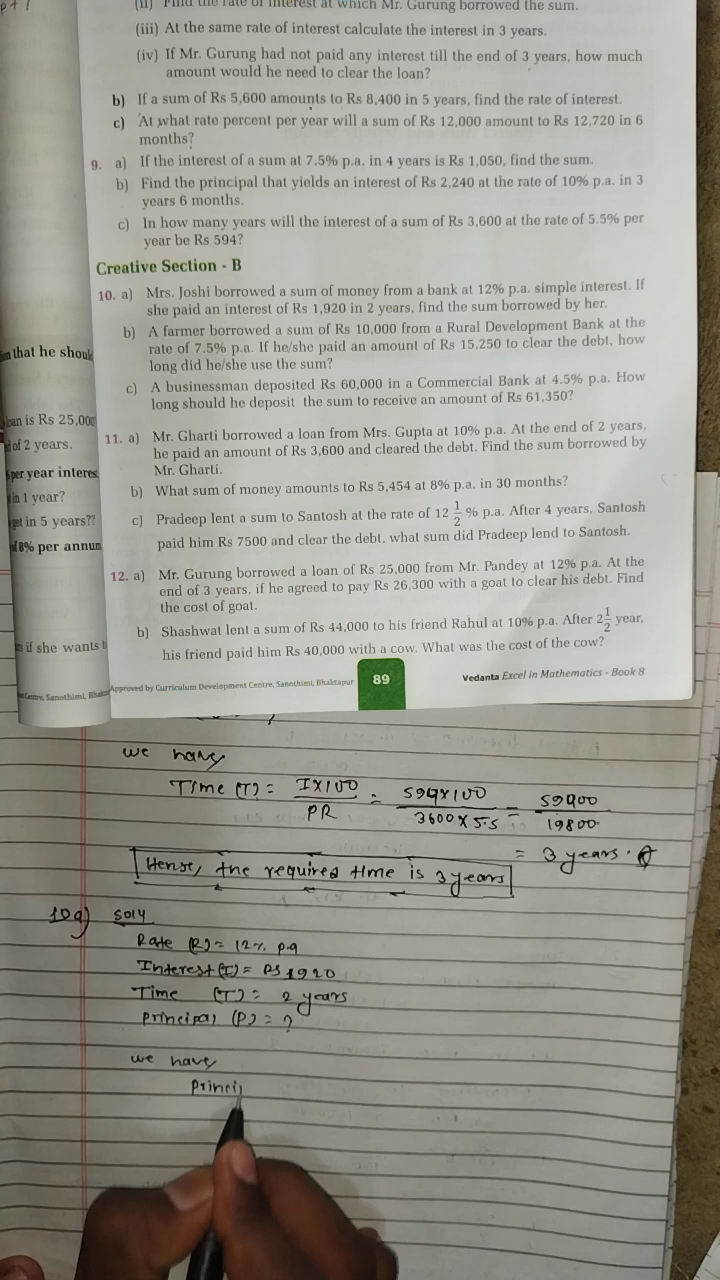 (ii) Find the rate of interest at which Mr. Gurung borrowed the sum.
(iii) At the same rate of interest calculate the interest in 3 years.
(iv) If Mr. Gurung had not paid any interest till the end of 3 years, how much
amount would he need to clear the loan?
b) If a sum of Rs 5,600 amounts to Rs 8,400 in 5 years, find the rate of interest.
c) At what rate percent per year will a sum of Rs 12,000 amount to Rs 12,720 in 6
months?
9. a) If the interest of a sum at 7.5% p.a. in 4 years is Rs 1,050, find the sum.
b) Find the principal that yields an interest of Rs 2,240 at the rate of 10% p.a. in 3
years 6 months.
c) In how many years will the interest of a sum of Rs 3,600 at the rate of 5.5% per
year be Rs 594?
Creative Section - B
10. a) Mrs. Joshi borrowed a sum of money from a bank at 12% p.a. simple interest. If
she paid an interest of Rs 1,920 in 2 years, find the sum borrowed by her.
b) A farmer borrowed a sum of Rs 10,000 from a Rural Development Bank at the
rate of 7.5% p.a. If he/she paid an amount of Rs 15,250 to clear the debt, how
long did he/she use the sum?
c) A businessman deposited Rs 60,000 in a Commercial Bank at 4.5% p.a. How
long should he deposit the sum to receive an amount of Rs 61,350?
11. a) Mr. Gharti borrowed a loan from Mrs. Gupta at 10% p.a. At the end of 2 years,
he paid an amount of Rs 3,600 and cleared the debt. Find the sum borrowed by
Mr. Gharti.
b) What sum of money amounts to Rs 5,454 at 8% p.a. in 30 months?
c) Pradeep lent a sum to Santosh at the rate of 12 1/2 % p.a. After 4 years, Santosh
paid him Rs 7500 and clear the debt, what sum did Pradeep lend to Santosh.
12. a) Mr. Gurung borrowed a loan of Rs 25,000 from Mr. Pandey at 12% p.a. At the
end of 3 years, if he agreed to pay Rs 26,300 with a goat to clear his debt. Find
the cost of goat.
b) Shashwat lent a sum of Rs 44,000 to his friend Rahul at 10% p.a. After 2 1/2 year,
his friend paid him Rs 40,000 with a cow. What was the cost of the cow?
Approved by Curriculum Development Centre, Sanothimi, Bhaktapur 89 Vedanta Excel in Mathematics - Book 8
that he shou
is Rs 25,000
of 2 years.
per year interes
in 1 year?
in 5 years??
8% per annum
if she wants
Centre, Sanothimi,
we have
Time (T) = I×100/PR = 594×100/3600×5.5 = 59400/19800
= 3 years.
Hense, the required time is 3 years
10a) Soln
Rate (R) = 12% p.a
Interest (I) = Rs 1920
Time (T) = 2 years
Principal (P) = ?
we have
Princi